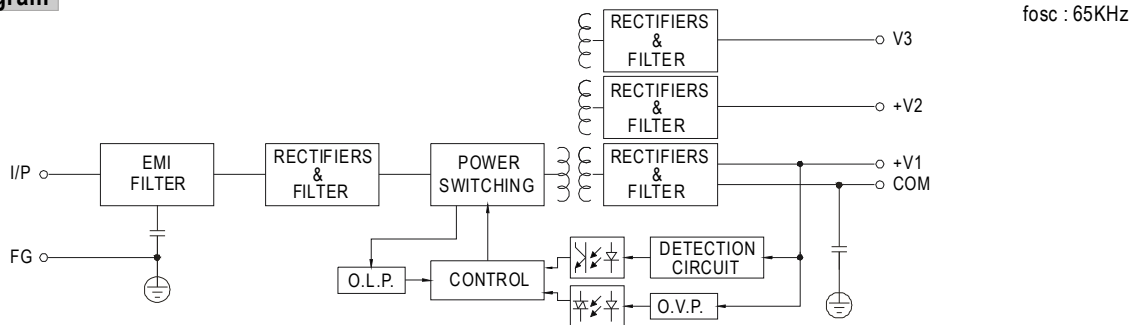 fosc : 65KHz
RECTIFIERS
&
FILTER
V3
RECTIFIERS
&
FILTER
+V2
I/P
EMI
FILTER
RECTIFIERS
&
FILTER
POWER
SWITCHING
RECTIFIERS
&
FILTER
+V1
COM
FG
O.L.P.
CONTROL
DETECTION
CIRCUIT
O.V.P.